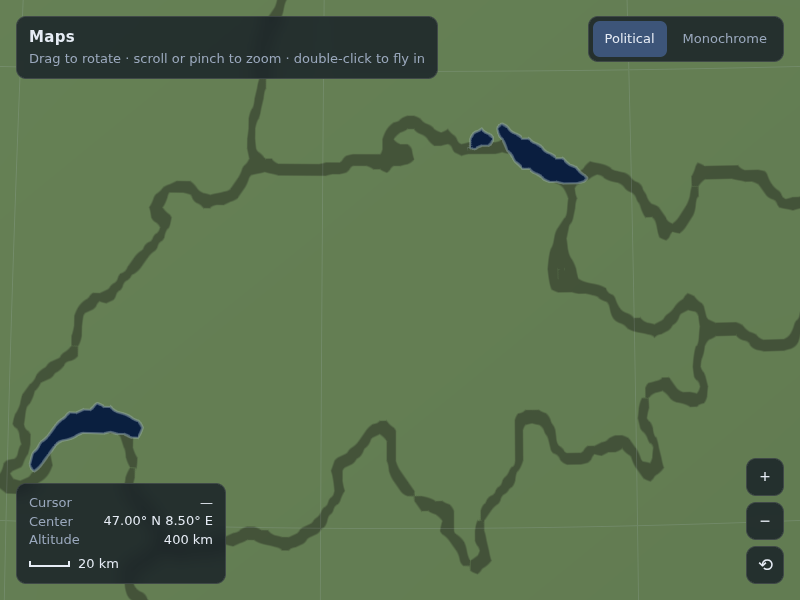 Maps
Drag to rotate · scroll or pinch to zoom · double-click to fly in
Political Monochrome
Cursor —
Center 47.00° N 8.50° E
Altitude 400 km
20 km
+
−
⟲